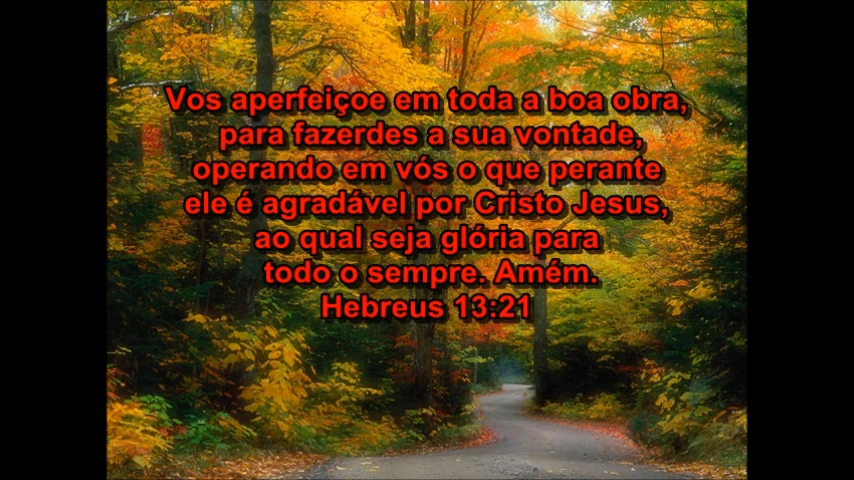 Vos aperfeiçoe em toda a boa obra,
para fazerdes a sua vontade,
operando em vós o que perante
ele é agradável por Cristo Jesus,
ao qual seja glória para
todo o sempre. Amém.
Hebreus 13:21